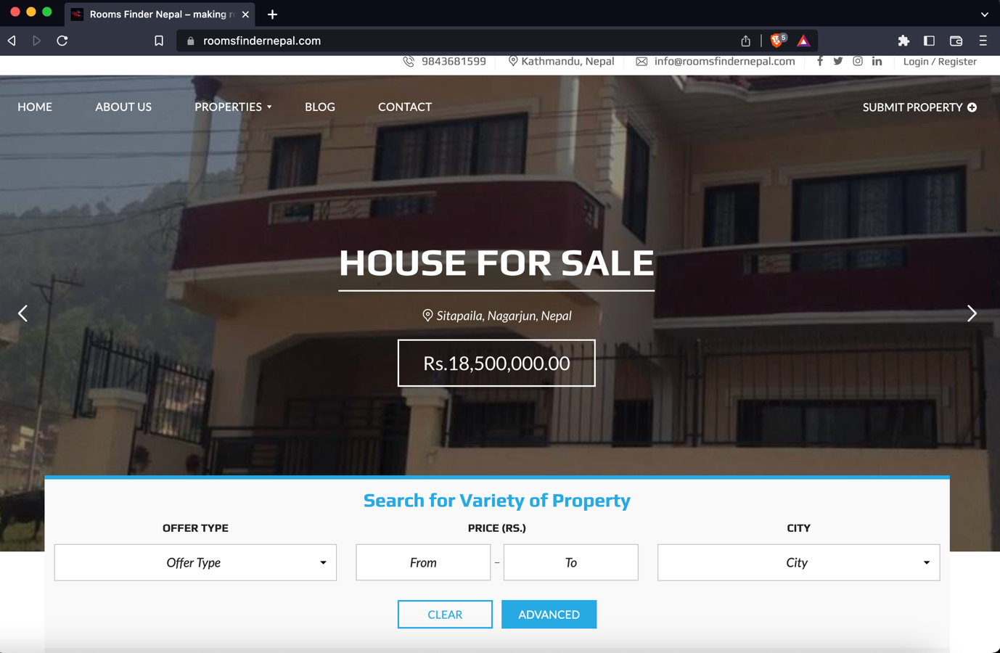 Rooms Finder Nepal – making r
roomsfindernepal.com
5
9843681599
Kathmandu, Nepal
info@roomsfindernepal.com
Login / Register
HOME
ABOUT US
PROPERTIES
BLOG
CONTACT
SUBMIT PROPERTY
HOUSE FOR SALE
Sitapaila, Nagarjun, Nepal
Rs.18,500,000.00
Search for Variety of Property
OFFER TYPE
PRICE (RS.)
CITY
Offer Type
From
–
To
City
CLEAR
ADVANCED